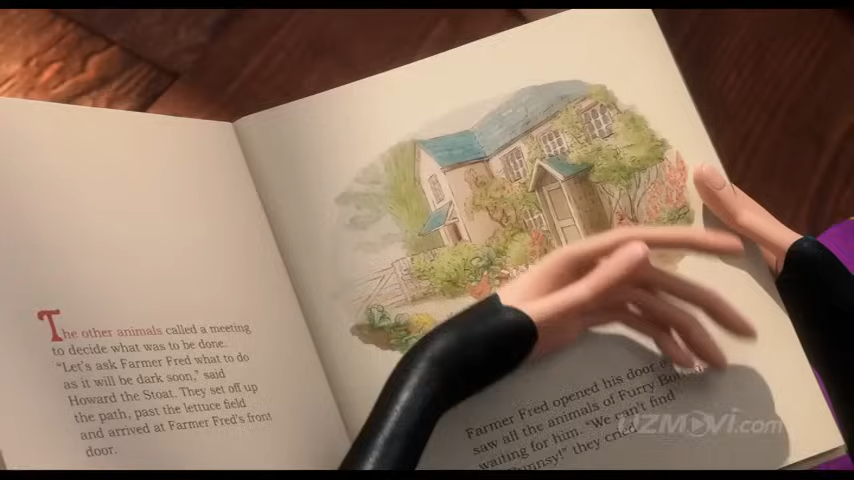 The other animals called a meeting
to decide what was to be done.
"Let's ask Farmer Fred what to do
as it will be dark soon," said
Howard the Stoat. They set off up
the path, past the lettuce field
and arrived at Farmer Fred's front
door.
Farmer Fred opened his door
saw all the animals of Furry
waiting for him. "We can't find
they cried
UZMOVi.com